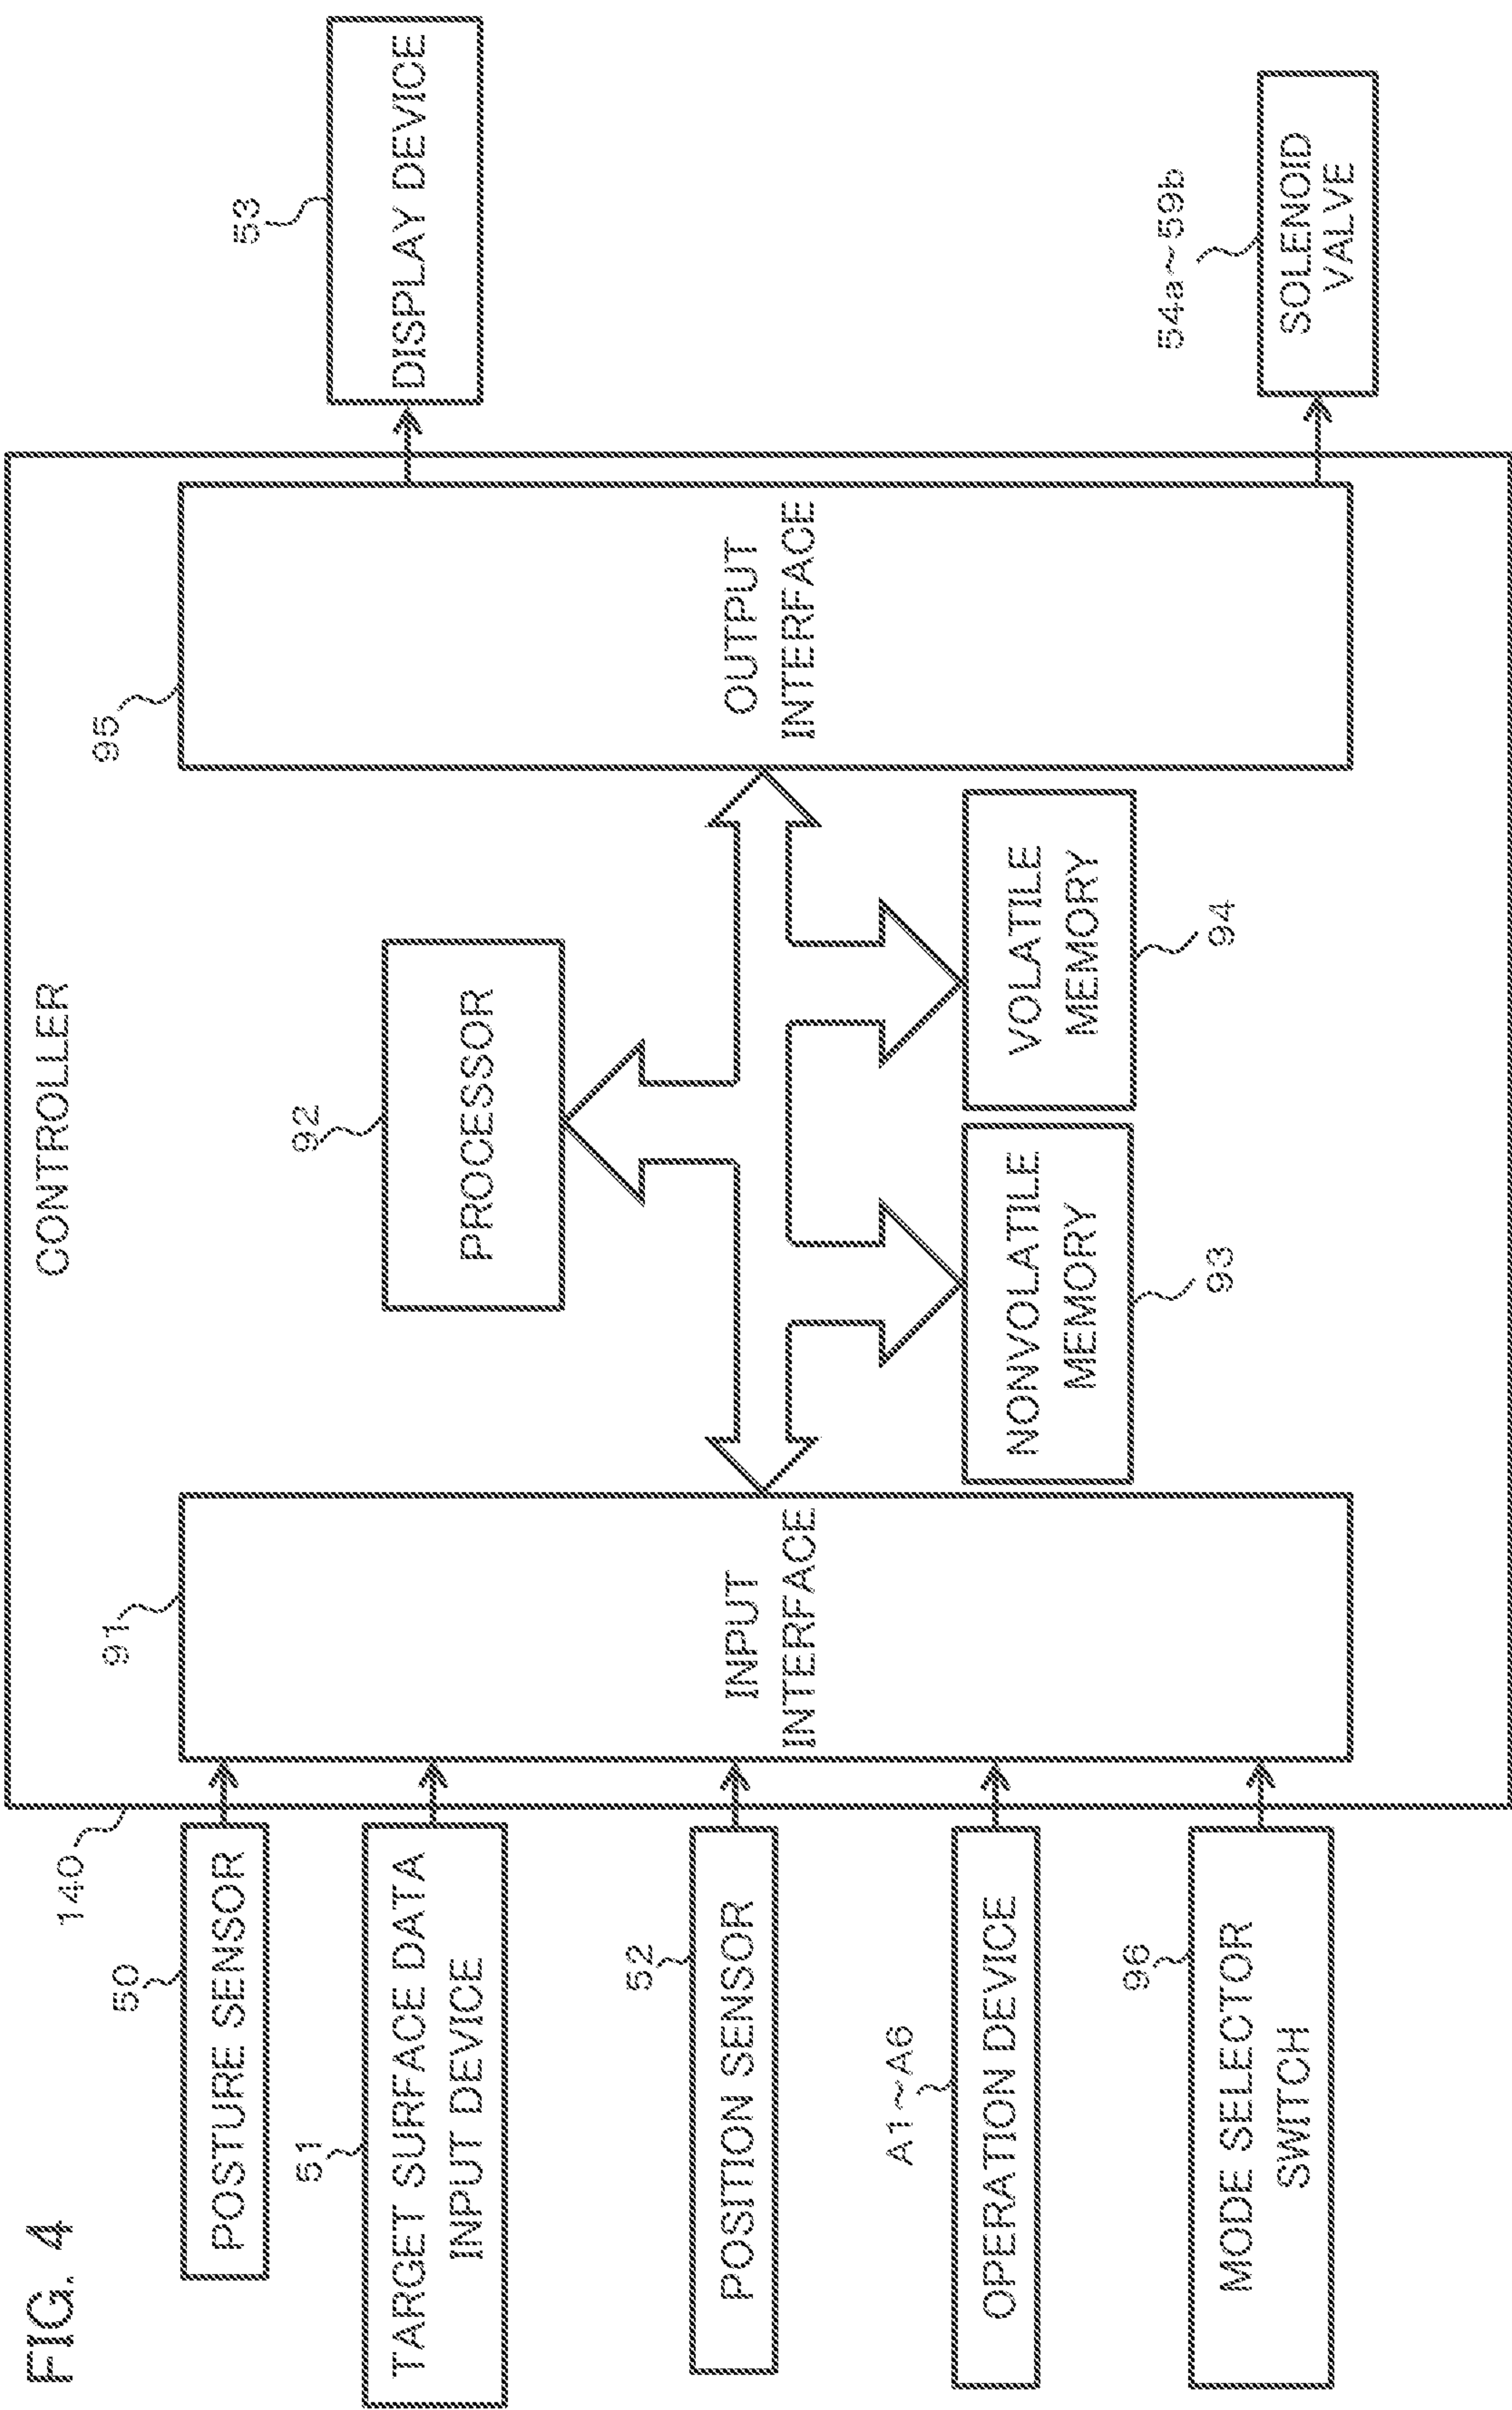 FIG. 4
140
CONTROLLER
50
POSTURE SENSOR
51
TARGET SURFACE DATA
INPUT DEVICE
52
POSITION SENSOR
A1~A6
OPERATION DEVICE
96
MODE SELECTOR
SWITCH
91
INPUT
INTERFACE
92
PROCESSOR
NONVOLATILE
MEMORY
93
VOLATILE
MEMORY
94
95
OUTPUT
INTERFACE
53
DISPLAY DEVICE
54a~59b
SOLENOID
VALVE